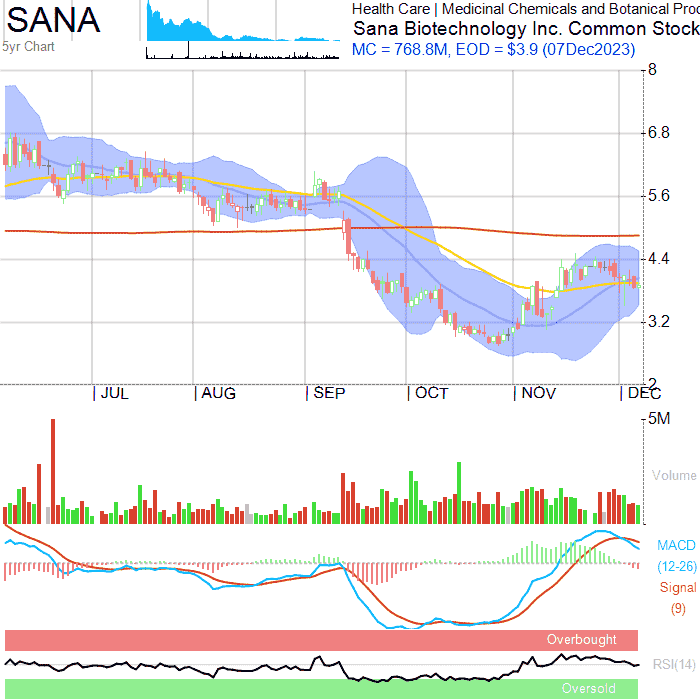 SANA
5yr Chart
Health Care | Medicinal Chemicals and Botanical Proc
Sana Biotechnology Inc. Common Stock
MC = 768.8M, EOD = $3.9 (07Dec2023)
8
6.8
5.6
4.4
3.2
2
JUL AUG SEP OCT NOV DEC
5M
Volume
MACD
(12-26)
Signal
(9)
Overbought
RSI(14)
Oversold